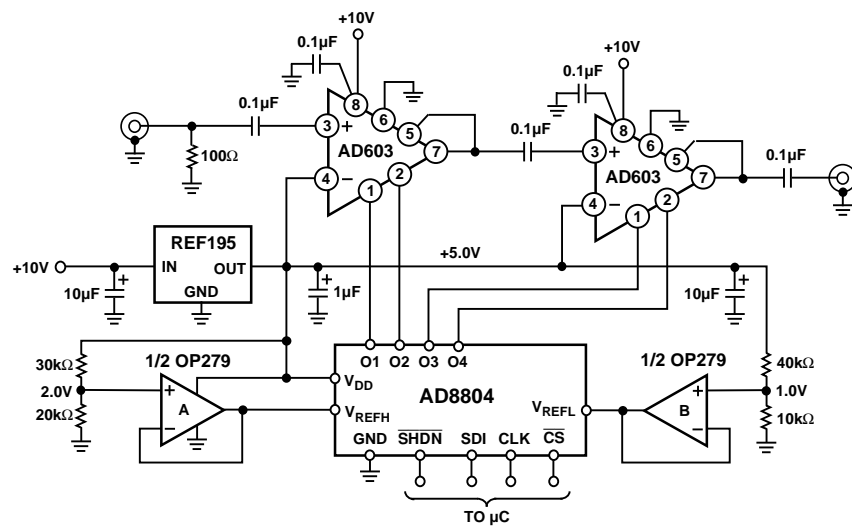 +10V
+10V
0.1µF
0.1µF
8
6
5
7
3
+
AD603
4
−
2
1
0.1µF
100Ω
0.1µF
8
6
5
7
3
+
AD603
4
−
2
1
0.1µF
REF195
IN OUT
GND
+10V
10µF
+
+5.0V
1µF
+
10µF
+
30kΩ
2.0V
20kΩ
1/2 OP279
+
A
−
O1 O2 O3 O4
VDD
AD8804
VREFH
VREFL
GND SHDN SDI CLK CS
TO µC
1/2 OP279
+
B
−
40kΩ
1.0V
10kΩ